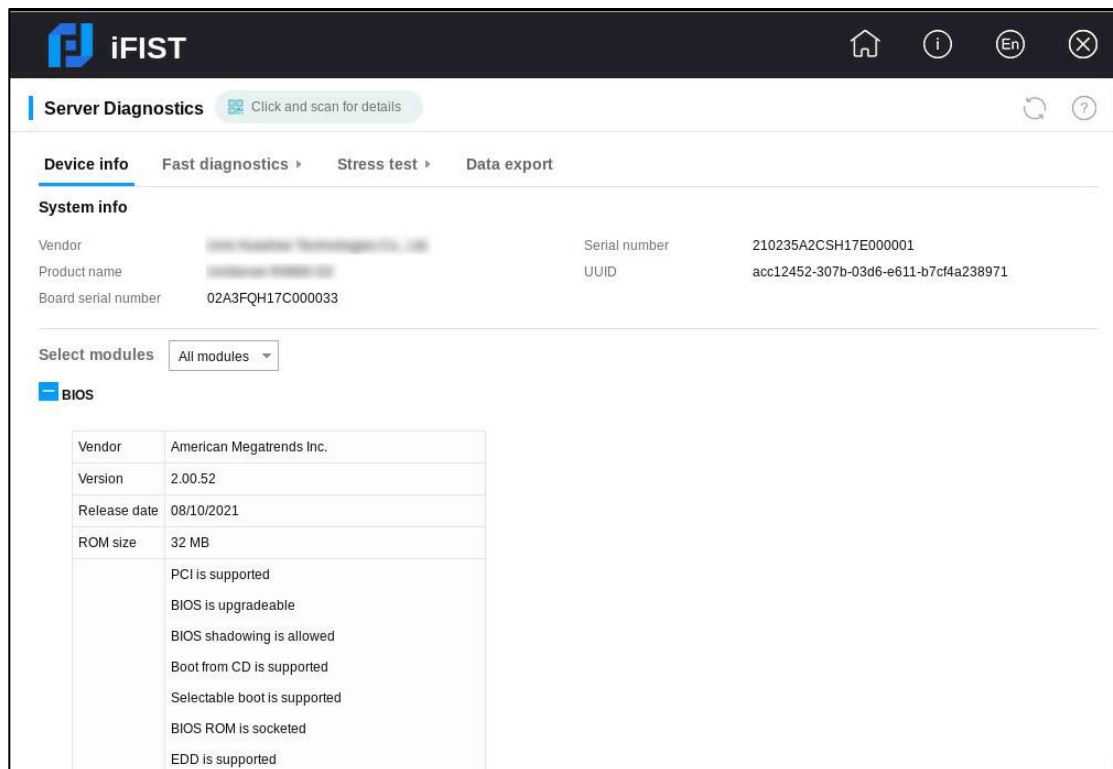 iFIST
En
Server Diagnostics Click and scan for details
Device info Fast diagnostics Stress test Data export
System info
Vendor Serial number 210235A2CSH17E000001
Product name UUID acc12452-307b-03d6-e611-b7cf4a238971
Board serial number 02A3FQH17C000033
Select modules All modules
BIOS
Vendor American Megatrends Inc.
Version 2.00.52
Release date 08/10/2021
ROM size 32 MB
PCI is supported
BIOS is upgradeable
BIOS shadowing is allowed
Boot from CD is supported
Selectable boot is supported
BIOS ROM is socketed
EDD is supported